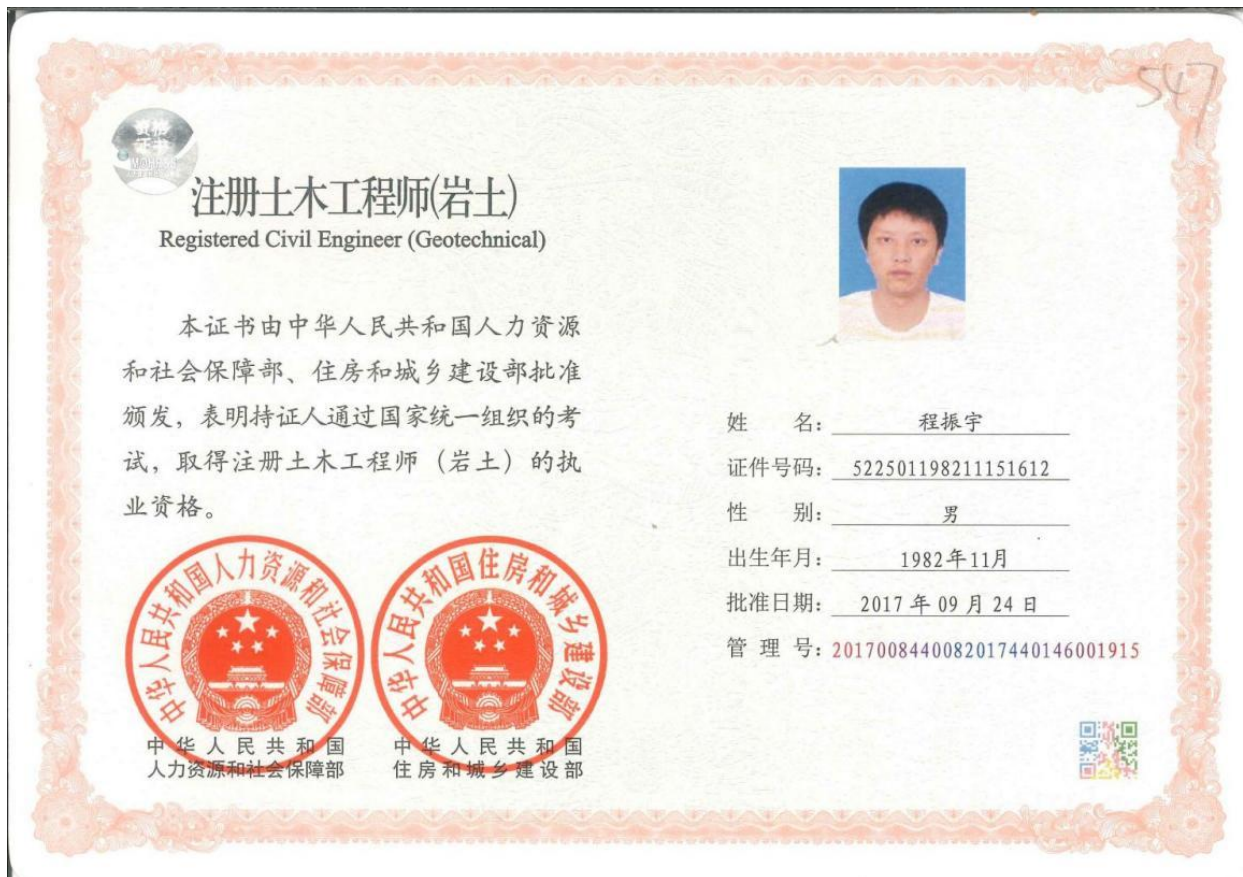 547
资格
证书
注册土木工程师(岩土)
Registered Civil Engineer (Geotechnical)
本证书由中华人民共和国人力资源
和社会保障部、住房和城乡建设部批准
颁发，表明持证人通过国家统一组织的考
试，取得注册土木工程师（岩土）的执
业资格。
中华人民共和国人力资源和社会保障部
中华人民共和国住房和城乡建设部
中华人民共和国
人力资源和社会保障部
中华人民共和国
住房和城乡建设部
姓 名：程振宇
证件号码：522501198211151612
性 别：男
出生年月：1982年11月
批准日期：2017年09月24日
管 理 号：2017008440082017440146001915